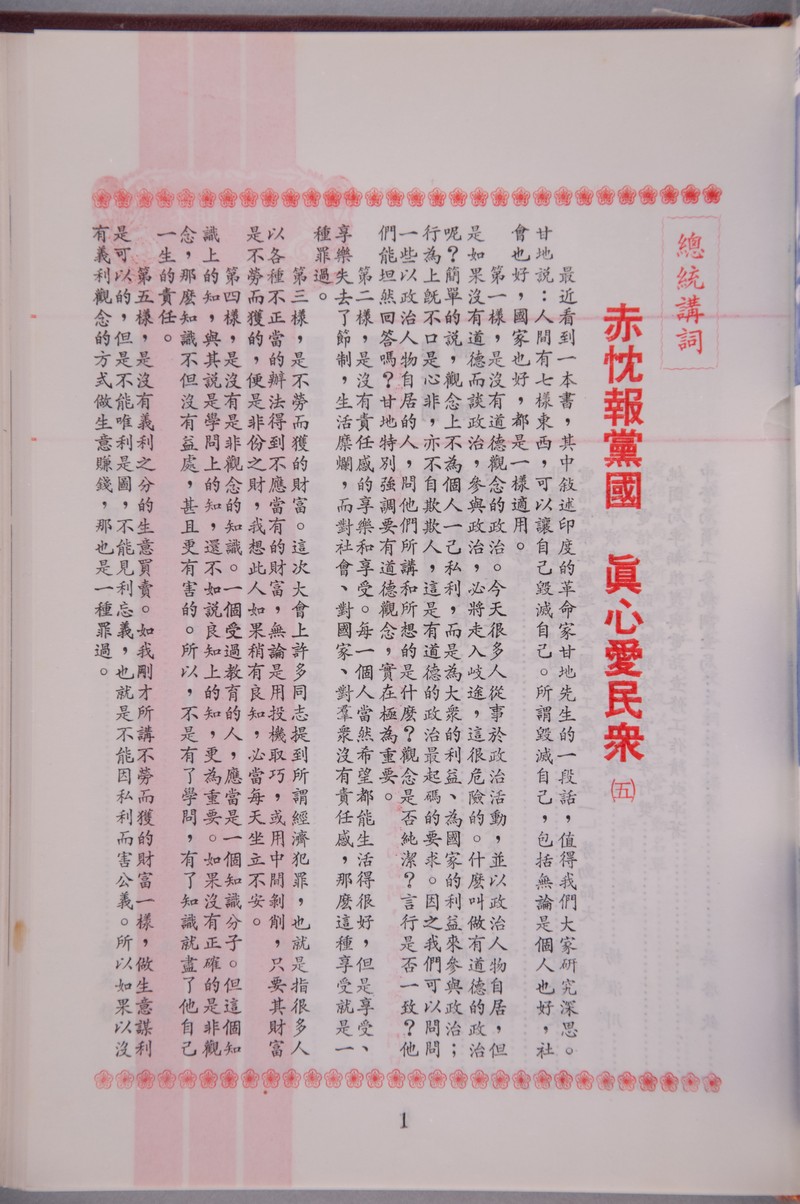 總統講詞
赤忱報黨國　眞心愛民衆 ㈤
最近看到一本書，其中敘述印度的革命家甘地先生的一段話，值得我們大家研究深思。
甘地說：人間有七樣東西，可以讓自己毀滅自己。所謂毀滅自己，包括無論是個人也好，社
會也好，國家也好，都是一樣適用。
第一樣，是沒有道德觀念的政治。今天很多人從事於政治活動，並以政治人物自居，但
是如果沒有道德而談政治，參與政治，必將走入岐途，這很危險的。什麼叫做有道德的政治
呢？簡單的說，觀念上不為個人一己私利，而是為大衆的利益、為國家的利益來參與政治；
行為上旣不口是心非，亦不自欺欺人，這是有道德的政治最起碼的要求。因之我們可以問問
一些以政治人物自居的人，問他們所講和所想的是什麼？觀念是否純潔？言行是否一致？他
們能坦然回答嗎？甘地特別強調要有道德觀念，實在極為重要。
第二樣，是沒有責任感的享樂和享受。每一個人當然希望都能生活得很好，但是享受、
享樂失去了節制，生活糜爛，而對社會、對國家、對羣衆沒有責任感，那麼這種享受就是一
種罪過。
第三樣，是不勞而獲的財富。這次大會上許多同志提到所謂經濟犯罪，也就是指很多人
以各種不正當的辦法得到不應當有的財富，無論是用投機取巧，或用中間剝削，只要其財富
是不勞而獲的，便是非份之財，我想此人如果稍有良知，必當每天坐立不安。
第四樣，是沒有是非觀念的知識。一個受過教育的人，應當是一個知識分子。但這個知
識上的知，與其說是學問上的知，還不如說良知上的知，更為重要。如果沒有正確的是非觀
念，那麼知識不但沒有益處，甚且更有害的。所以，不是有了學問，有了知識就盡了他自己
一生的責任。
第五樣，是沒有義利之分的生意買賣。如我剛才所講不勞而獲的財富一樣，做生意謀利
是可以的，但是不能唯利是圖，不能見利忘義，也就是不能因私利而害公義。所以如果以沒
有義利觀念的方式做生意賺錢，那也是一種罪過。
1